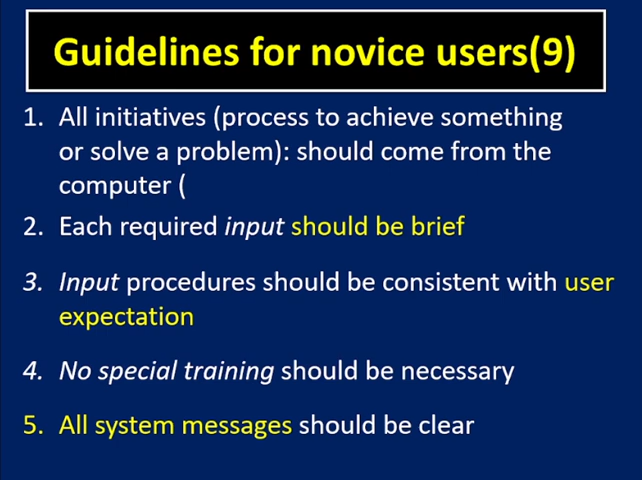 Guidelines for novice users(9)
1. All initiatives (process to achieve something
or solve a problem): should come from the
computer (
2. Each required input should be brief
3. Input procedures should be consistent with user
expectation
4. No special training should be necessary
5. All system messages should be clear